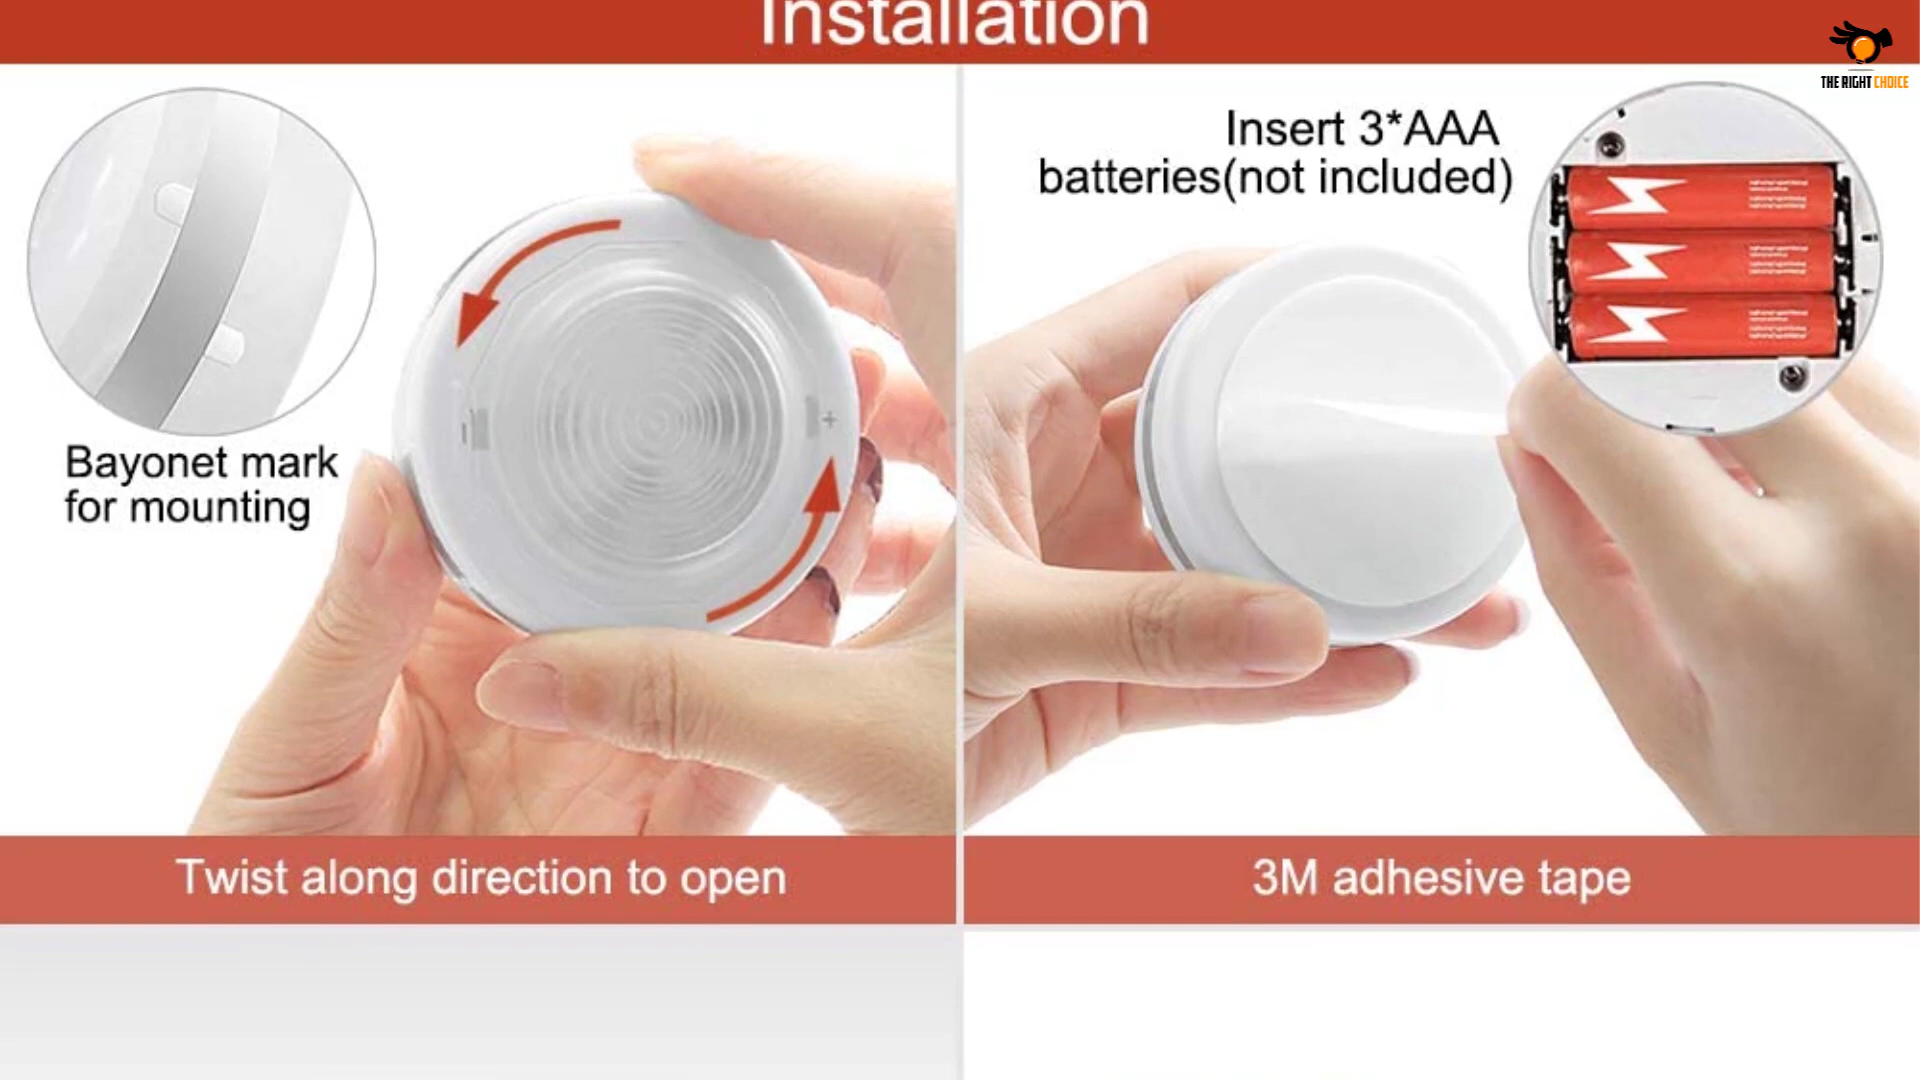 Installation
THE RIGHT CHOICE
Insert 3*AAA
batteries(not included)
Bayonet mark
for mounting
- +
Twist along direction to open
3M adhesive tape